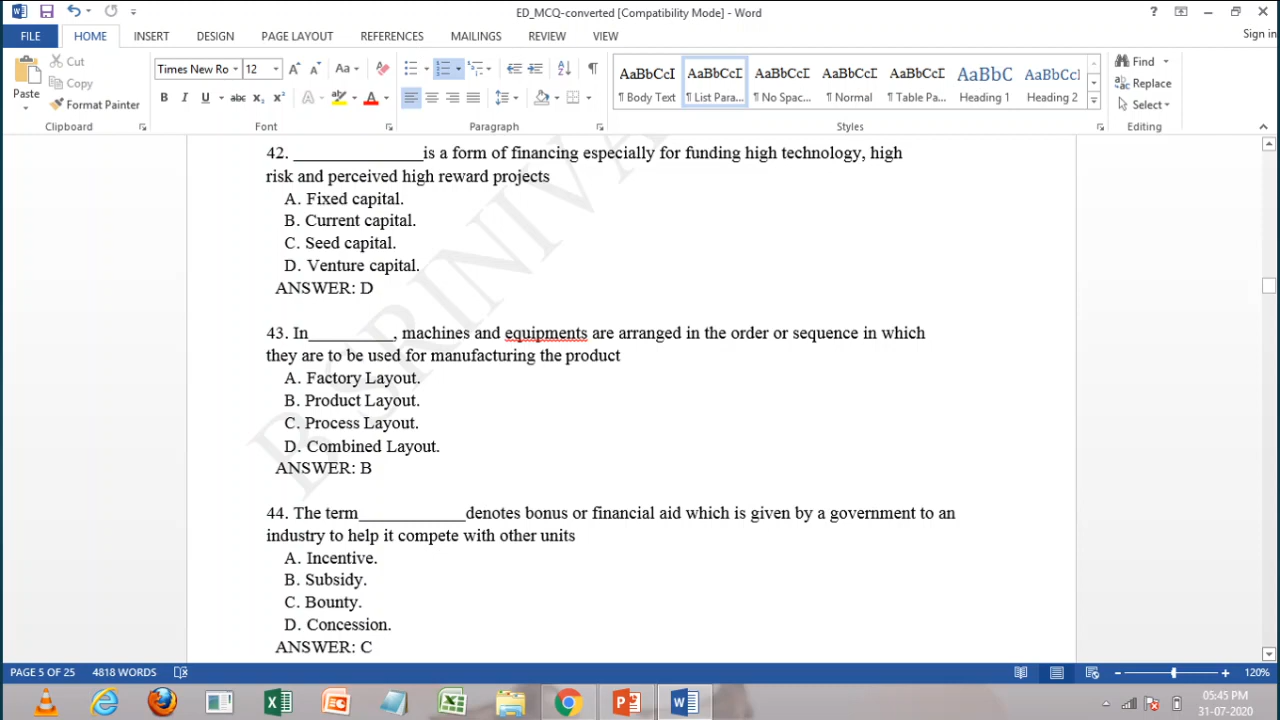 ED_MCQ-converted [Compatibility Mode] - Word
Sign in
FILE HOME INSERT DESIGN PAGE LAYOUT REFERENCES MAILINGS REVIEW VIEW
Paste
Cut
Copy
Format Painter
Clipboard
Times New Ro 12
Font
Paragraph
AaBbCcI AaBbCcI AaBbCcI AaBbCcI AaBbCcI AaBbC AaBbCcl
¶ Body Text ¶ List Para... ¶ No Spac... ¶ Normal ¶ Table Pa... Heading 1 Heading 2
Styles
Find
Replace
Select
Editing
42. ______________is a form of financing especially for funding high technology, high
risk and perceived high reward projects
A. Fixed capital.
B. Current capital.
C. Seed capital.
D. Venture capital.
ANSWER: D
43. In_________, machines and equipments are arranged in the order or sequence in which
they are to be used for manufacturing the product
A. Factory Layout.
B. Product Layout.
C. Process Layout.
D. Combined Layout.
ANSWER: B
44. The term____________denotes bonus or financial aid which is given by a government to an
industry to help it compete with other units
A. Incentive.
B. Subsidy.
C. Bounty.
D. Concession.
ANSWER: C
B SRINIVA
PAGE 5 OF 25 4818 WORDS 120%
05:45 PM
31-07-2020